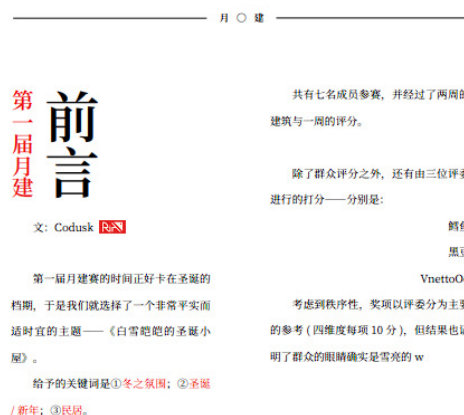 月〇建
第一届月建
前言
文：Codusk
第一届月建赛的时间正好卡在圣诞的
档期，于是我们就选择了一个非常平实而
适时宜的主题——《白雪皑皑的圣诞小
屋》。
给予的关键词是①冬之氛围；②圣诞
/新年；③民居。
共有七名成员参赛，并经过了两周的
建筑与一周的评分。
除了群众评分之外，还有由三位评委
进行的打分——分别是：
黑
VnettoO
考虑到秩序性，奖项以评委分为主要
的参考（四维度每项 10 分），但结果也
明了群众的眼睛确实是雪亮的 w